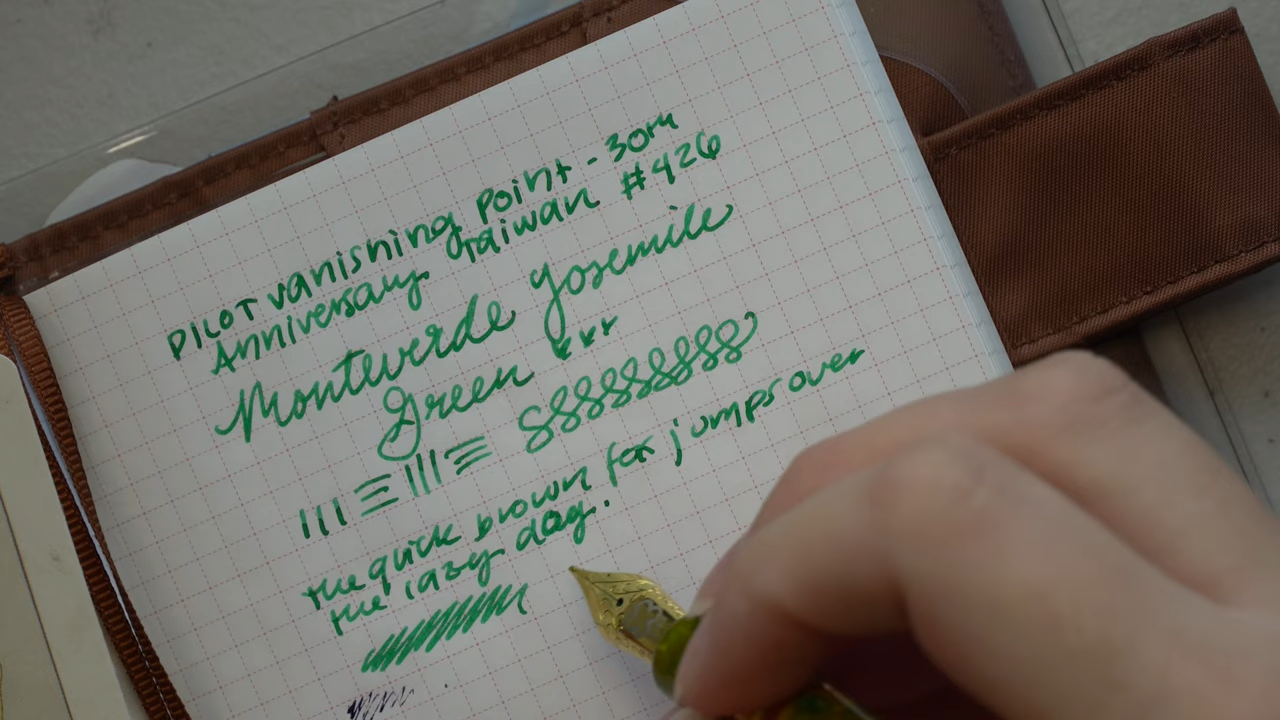 PILOT vanishing point - 30TH
Anniversary Taiwan #426
Monteverde Yosemite
Green
the quick brown fox jumps over
the lazy dog.